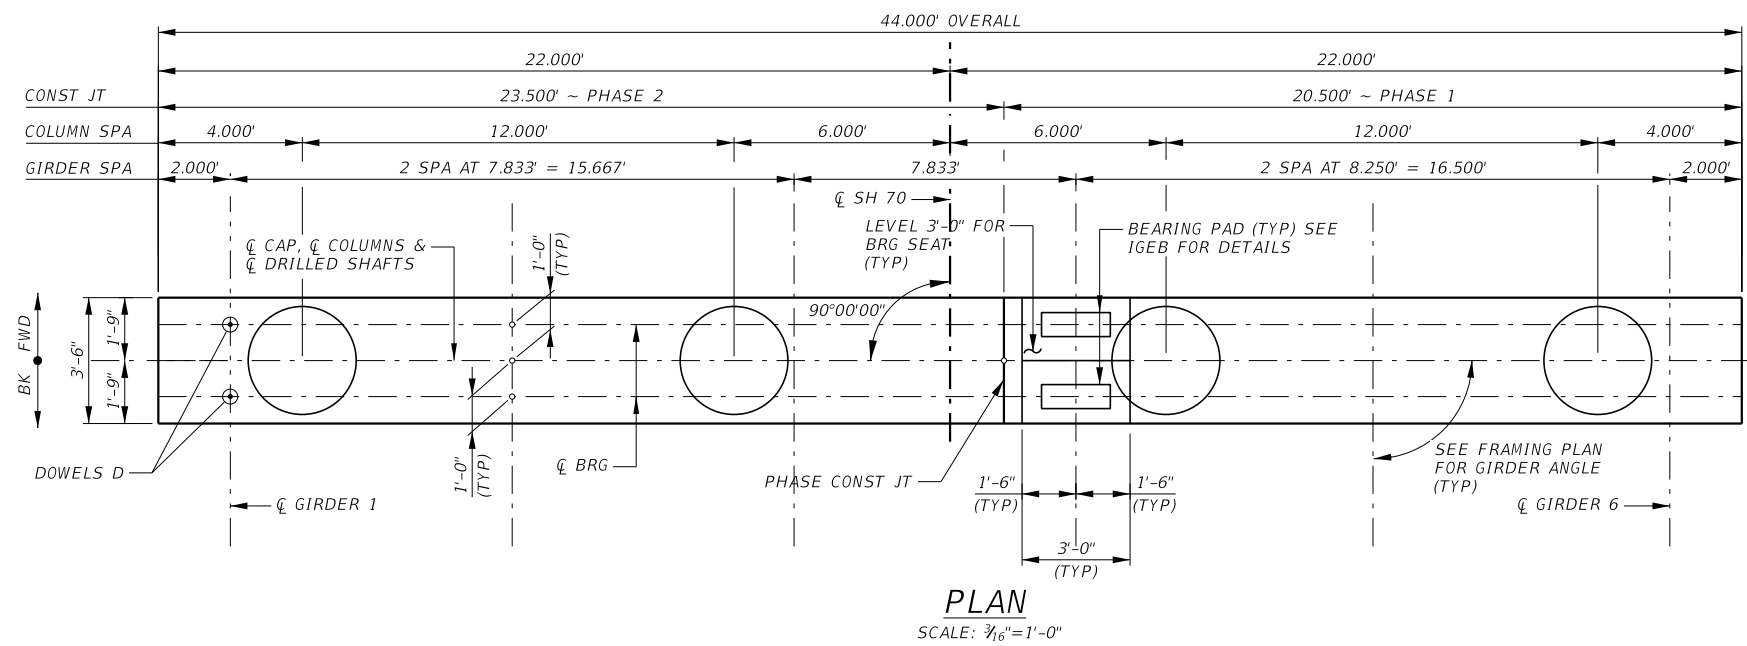 44.000' OVERALL
22.000' 22.000'
CONST JT 23.500' ~ PHASE 2 20.500' ~ PHASE 1
COLUMN SPA 4.000' 12.000' 6.000' 6.000' 12.000' 4.000'
GIRDER SPA 2.000' 2 SPA AT 7.833' = 15.667' 7.833' 2 SPA AT 8.250' = 16.500' 2.000'
℄ SH 70
LEVEL 3'-0" FOR
BRG SEAT
(TYP)
BEARING PAD (TYP) SEE
IGEB FOR DETAILS
℄ CAP, ℄ COLUMNS &
℄ DRILLED SHAFTS
1'-0"
(TYP)
90°00'00"
FWD
BK
3'-6"
1'-9"
1'-9"
DOWELS D
1'-0"
(TYP)
℄ BRG
PHASE CONST JT
℄ GIRDER 1
1'-6"
(TYP)
1'-6"
(TYP)
3'-0"
(TYP)
SEE FRAMING PLAN
FOR GIRDER ANGLE
(TYP)
℄ GIRDER 6
PLAN
SCALE: 3/16"=1'-0"